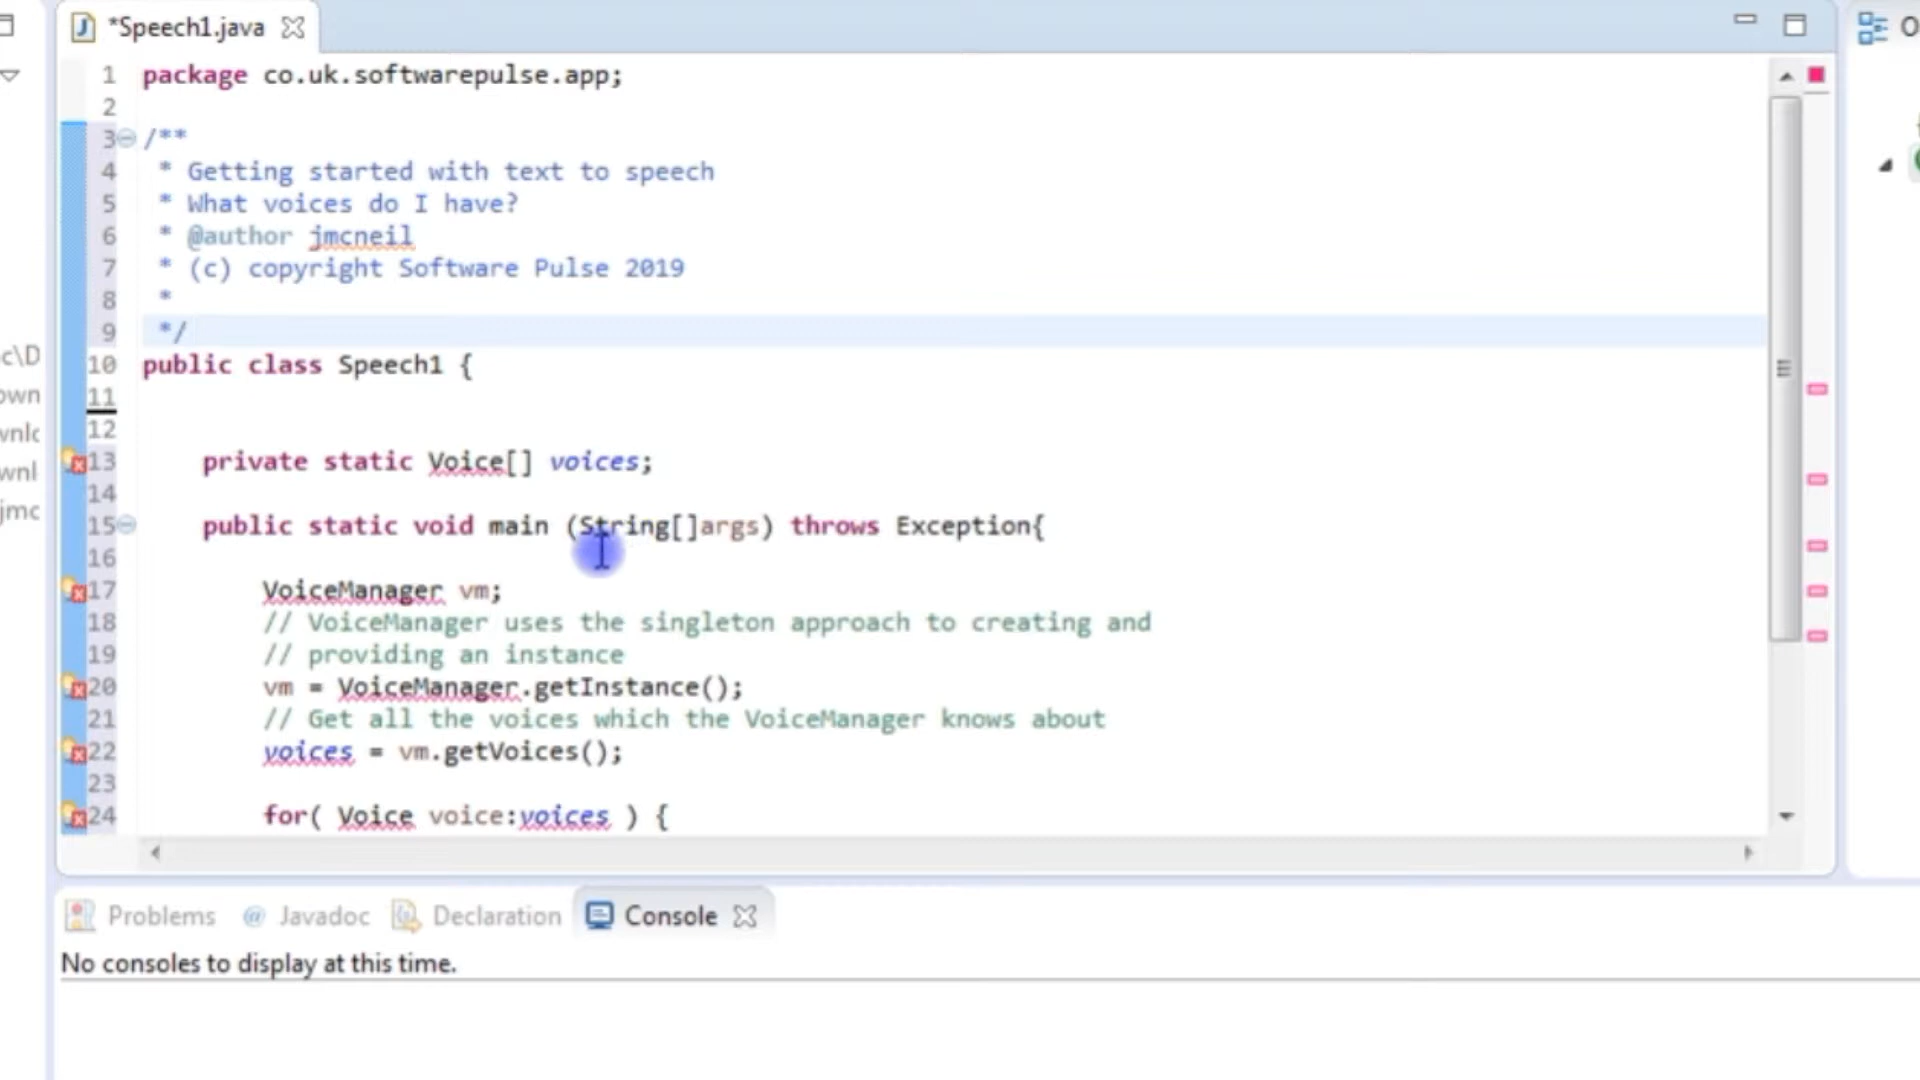 *Speech1.java
O
1 package co.uk.softwarepulse.app;
2
3 /**
4 * Getting started with text to speech
5 * What voices do I have?
6 * @author jmcneil
7 * (c) copyright Software Pulse 2019
8 *
9 */
10 public class Speech1 {
11
12
13 private static Voice[] voices;
14
15 public static void main (String[]args) throws Exception{
16
17 VoiceManager vm;
18 // VoiceManager uses the singleton approach to creating and
19 // providing an instance
20 vm = VoiceManager.getInstance();
21 // Get all the voices which the VoiceManager knows about
22 voices = vm.getVoices();
23
24 for( Voice voice:voices ) {
c\D
own
wnl
jmc
Problems @ Javadoc Declaration Console
No consoles to display at this time.